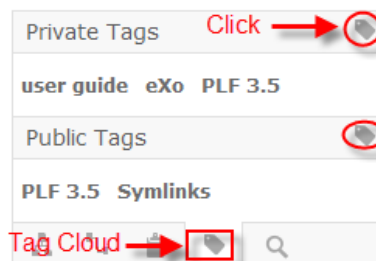 Private Tags Click
user guide eXo PLF 3.5
Public Tags
PLF 3.5 Symlinks
Tag Cloud